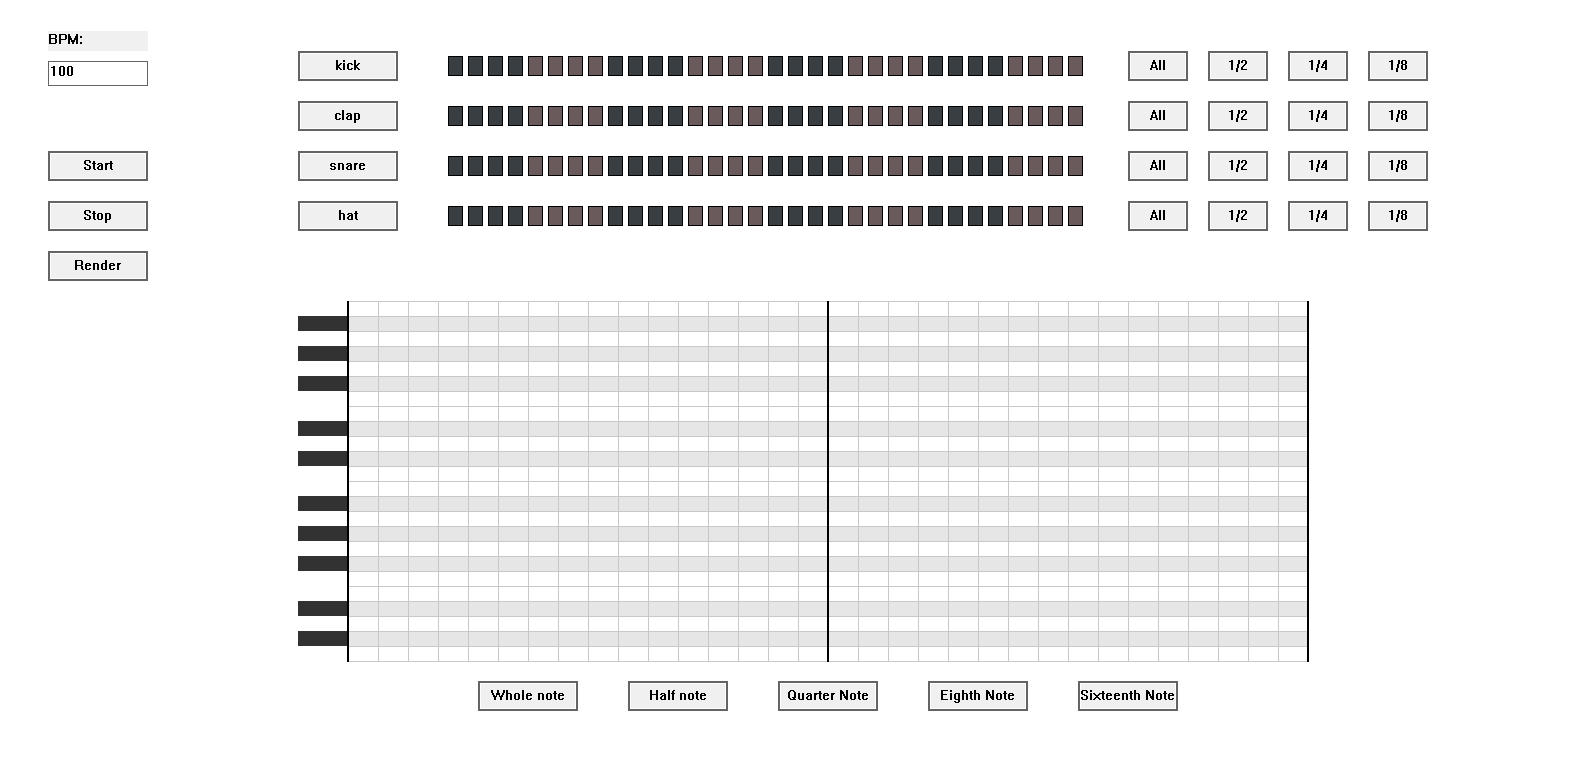 BPM:
100
kick
All 1/2 1/4 1/8
clap
All 1/2 1/4 1/8
Start
snare
All 1/2 1/4 1/8
Stop
hat
All 1/2 1/4 1/8
Render
Whole note
Half note
Quarter Note
Eighth Note
Sixteenth Note